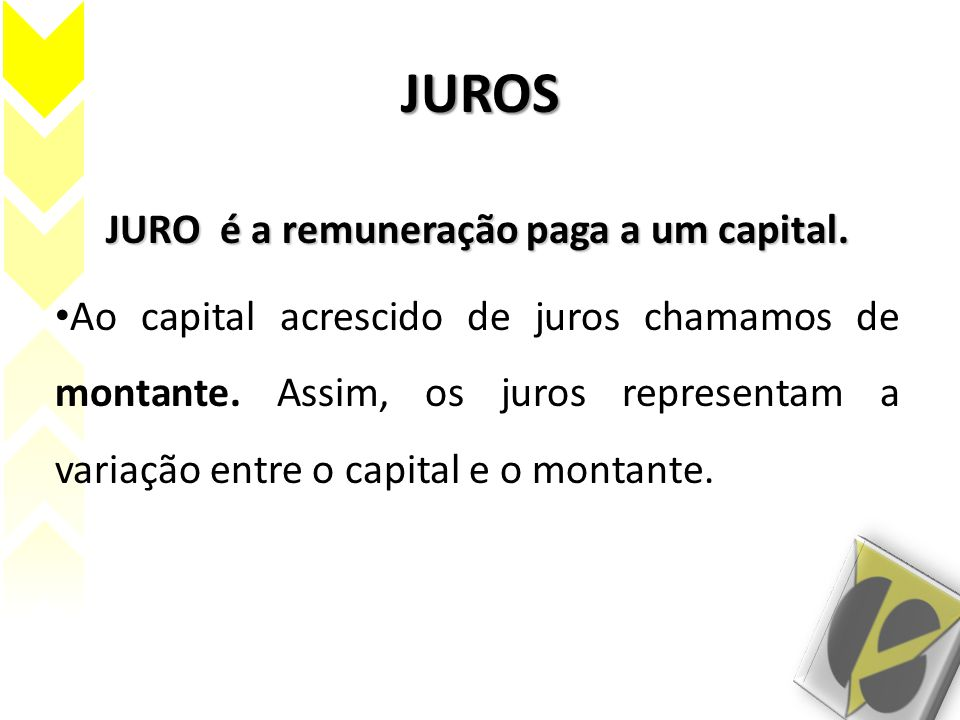 JUROS
JURO é a remuneração paga a um capital.
•Ao capital acrescido de juros chamamos de
montante. Assim, os juros representam a
variação entre o capital e o montante.